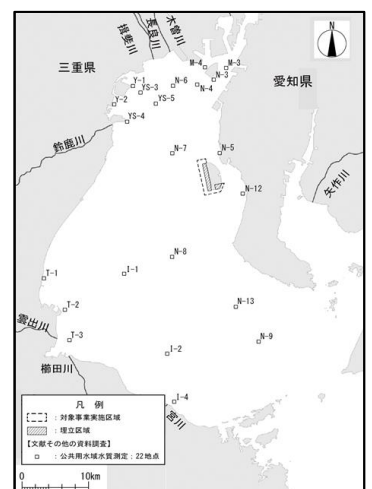 N
木曽川
長良川
揖斐川
三重県
愛知県
M-4
M-3
N-3
Y-1
N-6
YS-3
N-4
Y-2
YS-5
YS-4
鈴鹿川
N-7
N-5
矢作川
N-12
N-8
T-1
I-1
T-2
N-13
雲出川
T-3
N-9
I-2
櫛田川
I-4
宮川
凡 例
：対象事業実施区域
：埋立区域
【文献その他の資料調査】
：公共用水域水質測定；22地点
0 10km